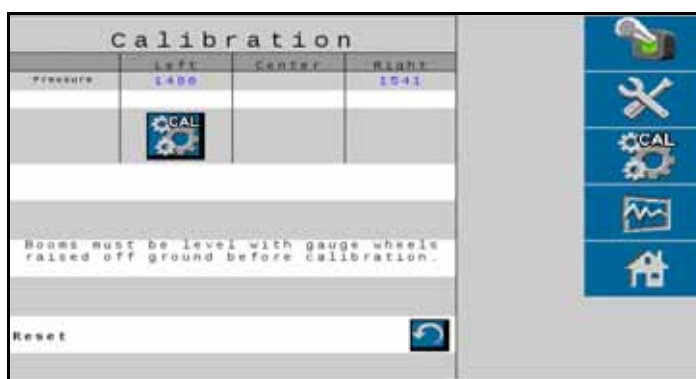 Calibration
Left Center Right
Pressure 1400 1541
CAL
CAL
Booms must be level with gauge wheels
raised off ground before calibration.
Reset